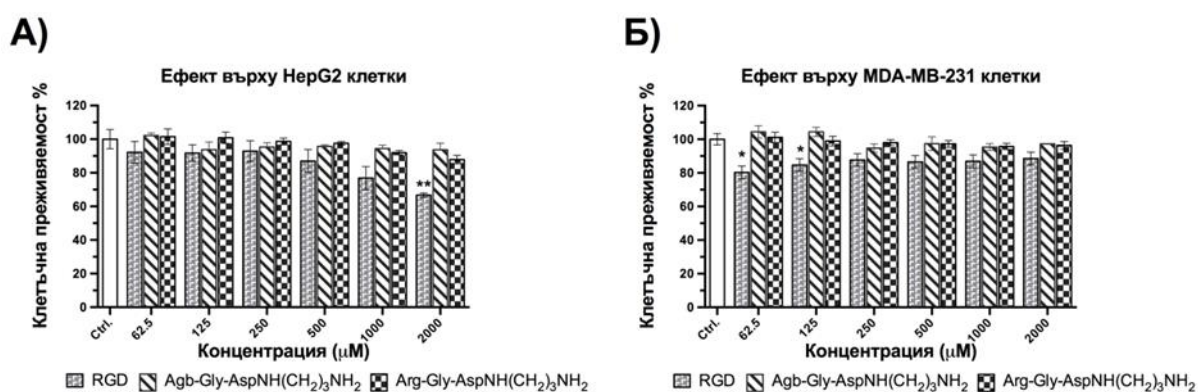 А)
Ефект върху HepG2 клетки
Клетъчна преживяемост %
120
100
80
60
40
20
0
**
Ctrl.
62.5
125
250
500
1000
2000
Концентрация (μM)
RGD Agb-Gly-AspNH(CH₂)₃NH₂ Arg-Gly-AspNH(CH₂)₃NH₂
Б)
Ефект върху MDA-MB-231 клетки
Клетъчна преживяемост %
120
100
80
60
40
20
0
* *
Ctrl.
62.5
125
250
500
1000
2000
Концентрация (μM)
RGD Agb-Gly-AspNH(CH₂)₃NH₂ Arg-Gly-AspNH(CH₂)₃NH₂